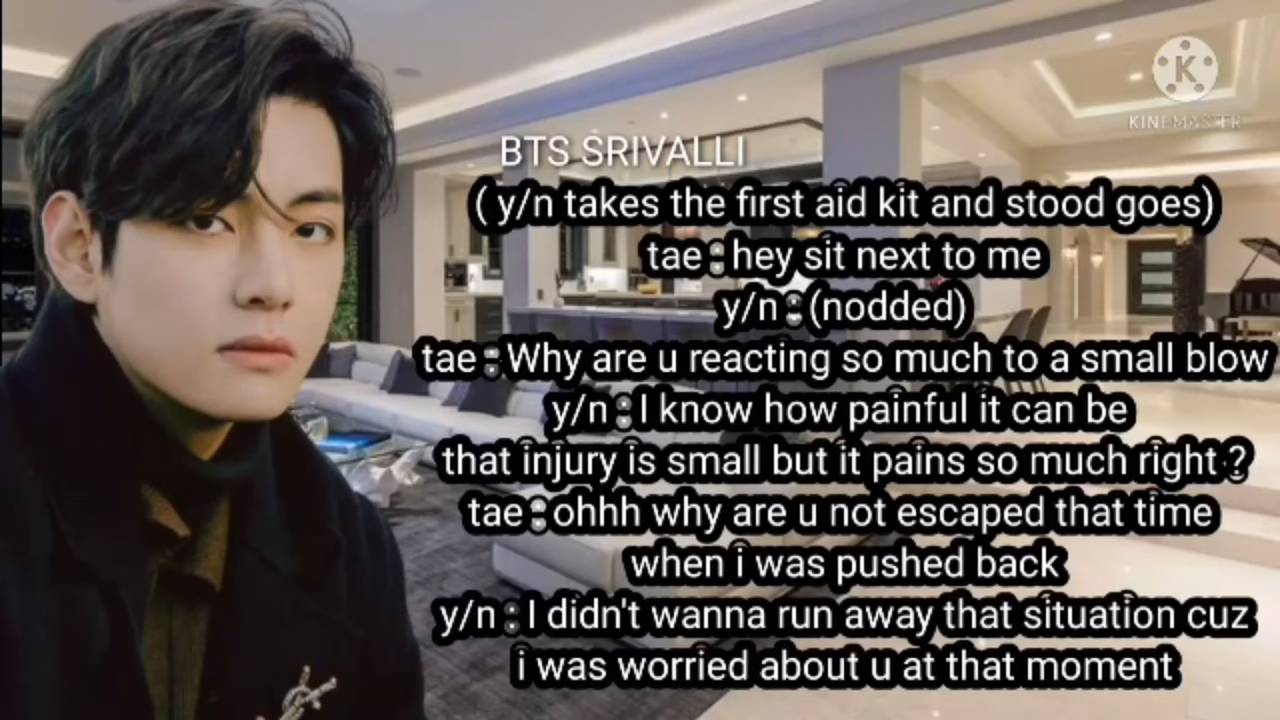 K
KINEMASTER
BTS SRIVALLI
( y/n takes the first aid kit and stood goes)
tae : hey sit next to me
y/n : (nodded)
tae : Why are u reacting so much to a small blow
y/n : I know how painful it can be
that injury is small but it pains so much right ?
tae : ohhh why are u not escaped that time
when i was pushed back
y/n : I didn't wanna run away that situation cuz
i was worried about u at that moment